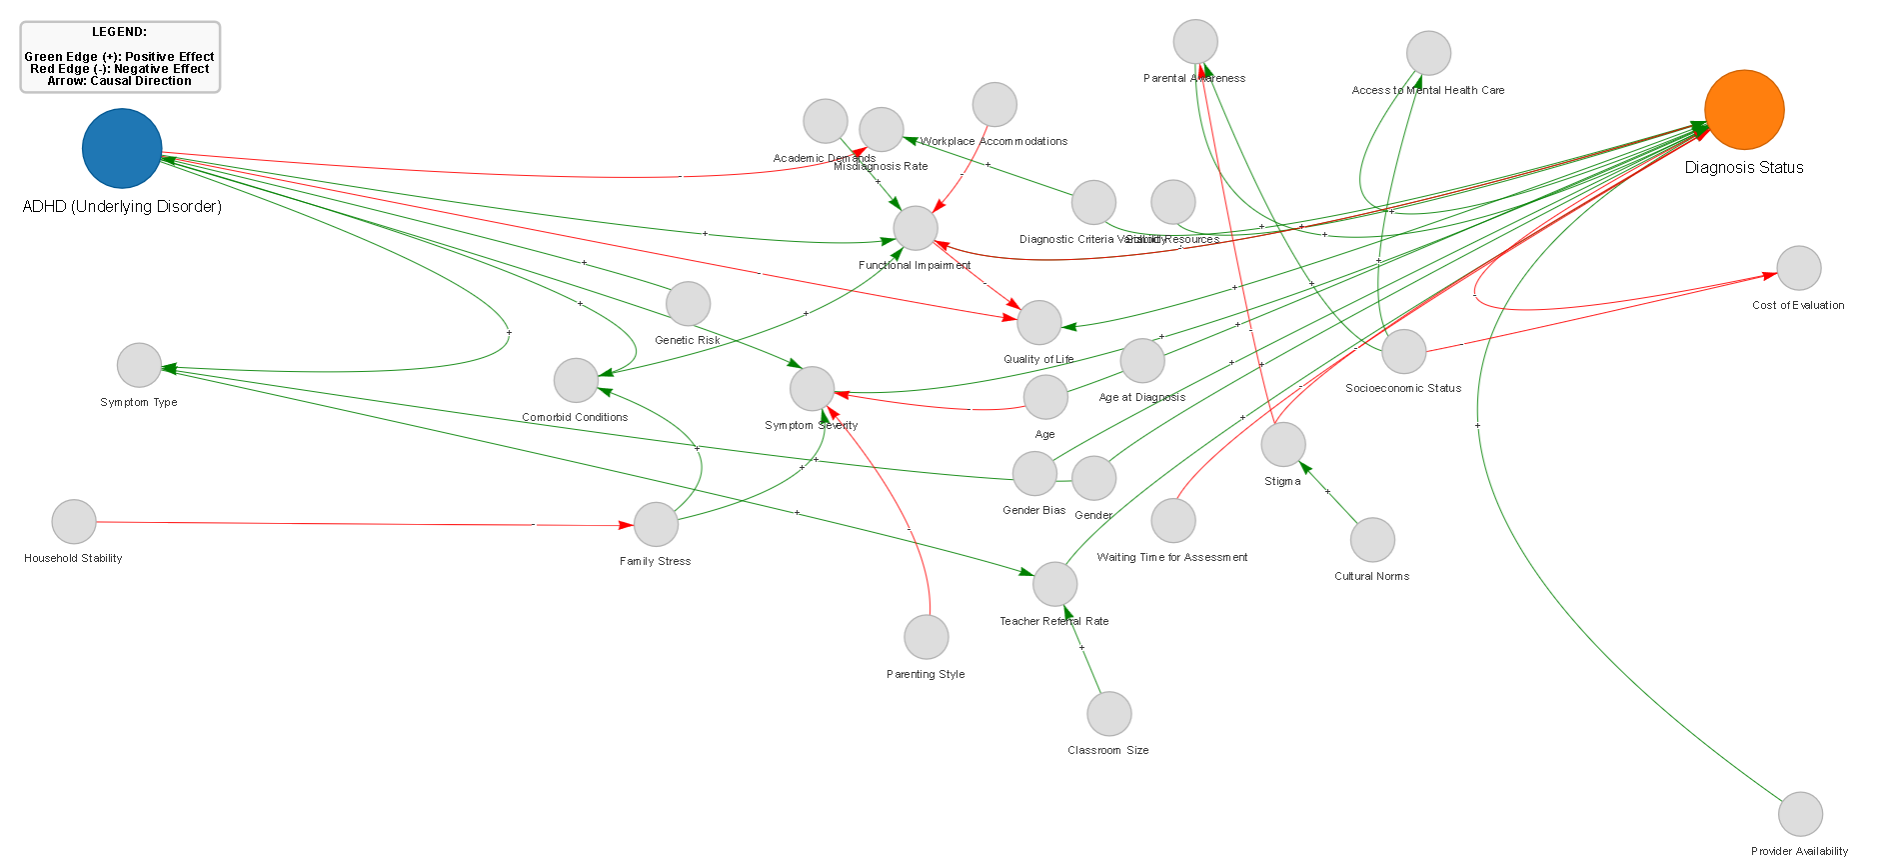 LEGEND:
Green Edge (+): Positive Effect
Red Edge (-): Negative Effect
Arrow: Causal Direction
Parental Awareness
Access to Mental Health Care
Diagnosis Status
ADHD (Underlying Disorder)
Academic Demands
Misdiagnosis Rate
Workplace Accommodations
Diagnostic Criteria Variability
School Resources
Functional Impairment
Genetic Risk
Quality of Life
Cost of Evaluation
Symptom Type
Comorbid Conditions
Symptom Severity
Age at Diagnosis
Age
Socioeconomic Status
Gender Bias
Gender
Stigma
Household Stability
Family Stress
Waiting Time for Assessment
Cultural Norms
Teacher Referral Rate
Parenting Style
Classroom Size
Provider Availability